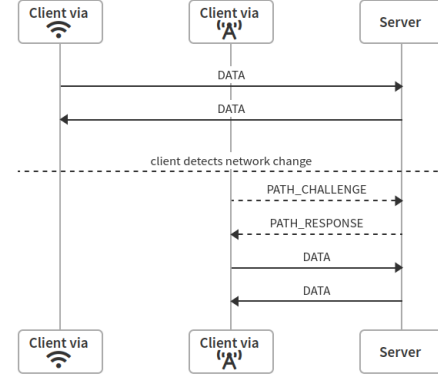 Client via
Client via
Server
DATA
DATA
client detects network change
PATH_CHALLENGE
PATH_RESPONSE
DATA
DATA
Client via
Client via
Server